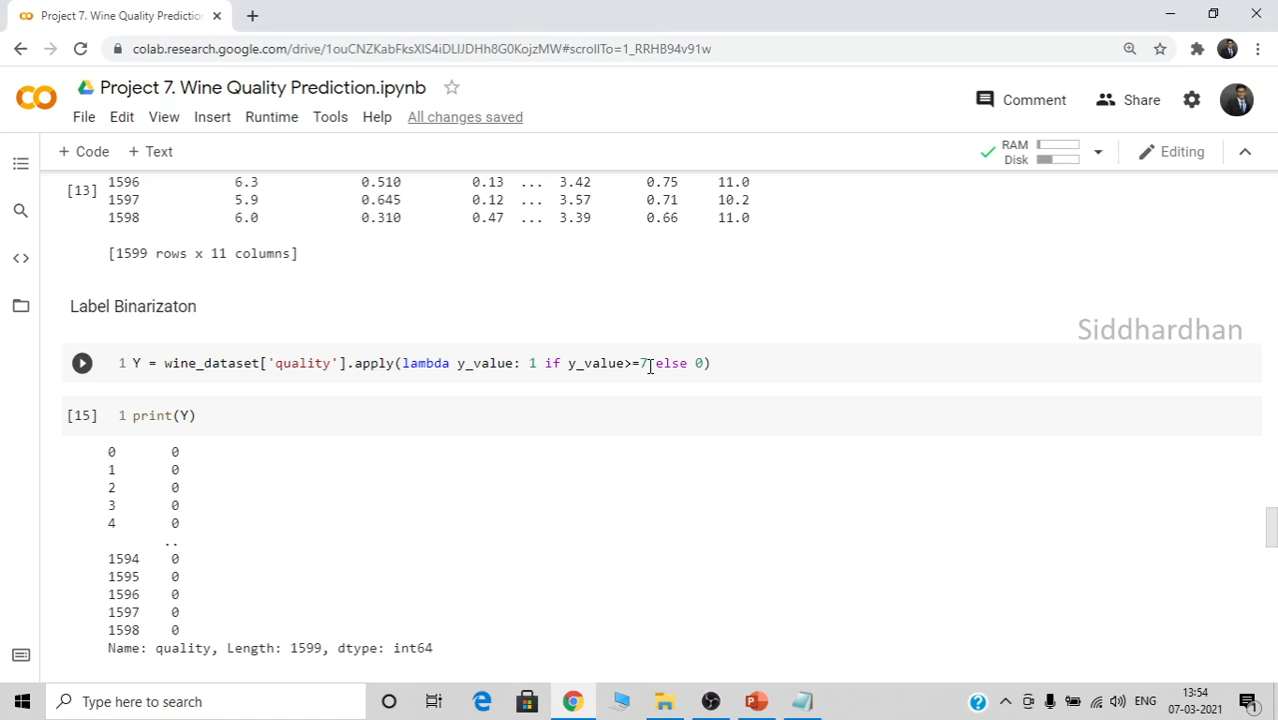 Project 7. Wine Quality Predictio
colab.research.google.com/drive/1ouCNZKabFksXIS4iDLIJDHh8G0KojzMW#scrollTo=1_RRHB94v91w
Project 7. Wine Quality Prediction.ipynb
Comment
Share
File Edit View Insert Runtime Tools Help All changes saved
+ Code + Text
RAM
Disk
Editing
[13]
1596 6.3 0.510 0.13 ... 3.42 0.75 11.0
1597 5.9 0.645 0.12 ... 3.57 0.71 10.2
1598 6.0 0.310 0.47 ... 3.39 0.66 11.0
[1599 rows x 11 columns]
Label Binarizaton
Siddhardhan
1 Y = wine_dataset['quality'].apply(lambda y_value: 1 if y_value>=7 else 0)
[15] 1 print(Y)
0 0
1 0
2 0
3 0
4 0
..
1594 0
1595 0
1596 0
1597 0
1598 0
Name: quality, Length: 1599, dtype: int64
Type here to search
ENG
13:54
07-03-2021